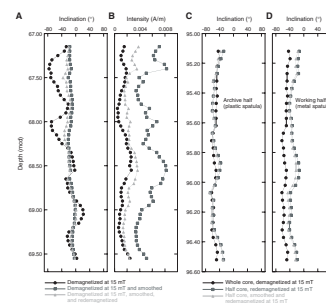 A B C D
Inclination (°) Intensity (A/m) Inclination (°) Inclination (°)
-80 -40 0 40 80 0 0.004 0.008 -80 -40 0 40 80 -80 -40 0 40
67.00
67.50
68.00
68.50
69.00
69.50
Depth (mcd)
95.00
95.20
95.40
95.60
95.80
96.00
96.20
96.40
96.60
Archive half
(plastic spatula)
Working half
(metal spatula
Demagnetized at 15 mT
Demagnetized at 15 mT and smoothed
Demagnetized at 15 mT, smoothed,
and redemagnetized
Whole core, demagnetized at 15 mT
Half core, redemagnetized at 15 mT
Half core, smoothed and
redemagnetized at 15 mT